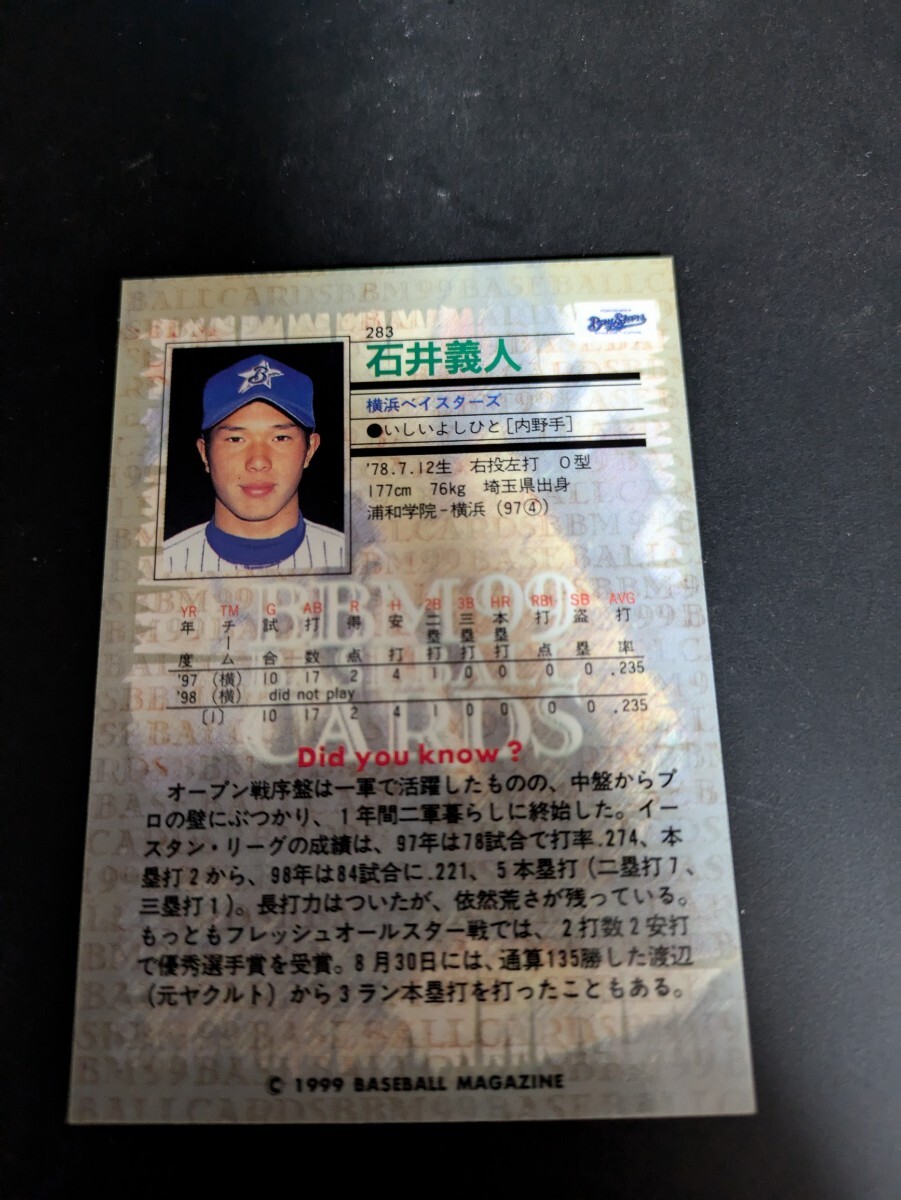 283
BayStars
石井義人
横浜ベイスターズ
●いしいよしひと[内野手]
'78.7.12生 右投左打 O型
177cm 76kg 埼玉県出身
浦和学院-横浜(97④)
BBM'99
BASEBALL
CARDS
YR TM G AB R H 2B 3B HR RBI SB AVG
年度 チーム 試合 打数 得点 安打 二塁打 三塁打 本塁打 打点 盗塁 打率
'97 (横) 10 17 2 4 1 0 0 0 0 .235
'98 (横) did not play
〔1〕 10 17 2 4 1 0 0 0 0 .235
Did you know?
オープン戦序盤は一軍で活躍したものの、中盤からプ
ロの壁にぶつかり、1年間二軍暮らしに終始した。イー
スタン・リーグの成績は、97年は78試合で打率.274、本
塁打2から、98年は84試合に.221、5本塁打(二塁打7、
三塁打1)。長打力はついたが、依然荒さが残っている。
もっともフレッシュオールスター戦では、2打数2安打
で優秀選手賞を受賞。8月30日には、通算135勝した渡辺
(元ヤクルト)から3ラン本塁打を打ったこともある。
© 1999 BASEBALL MAGAZINE